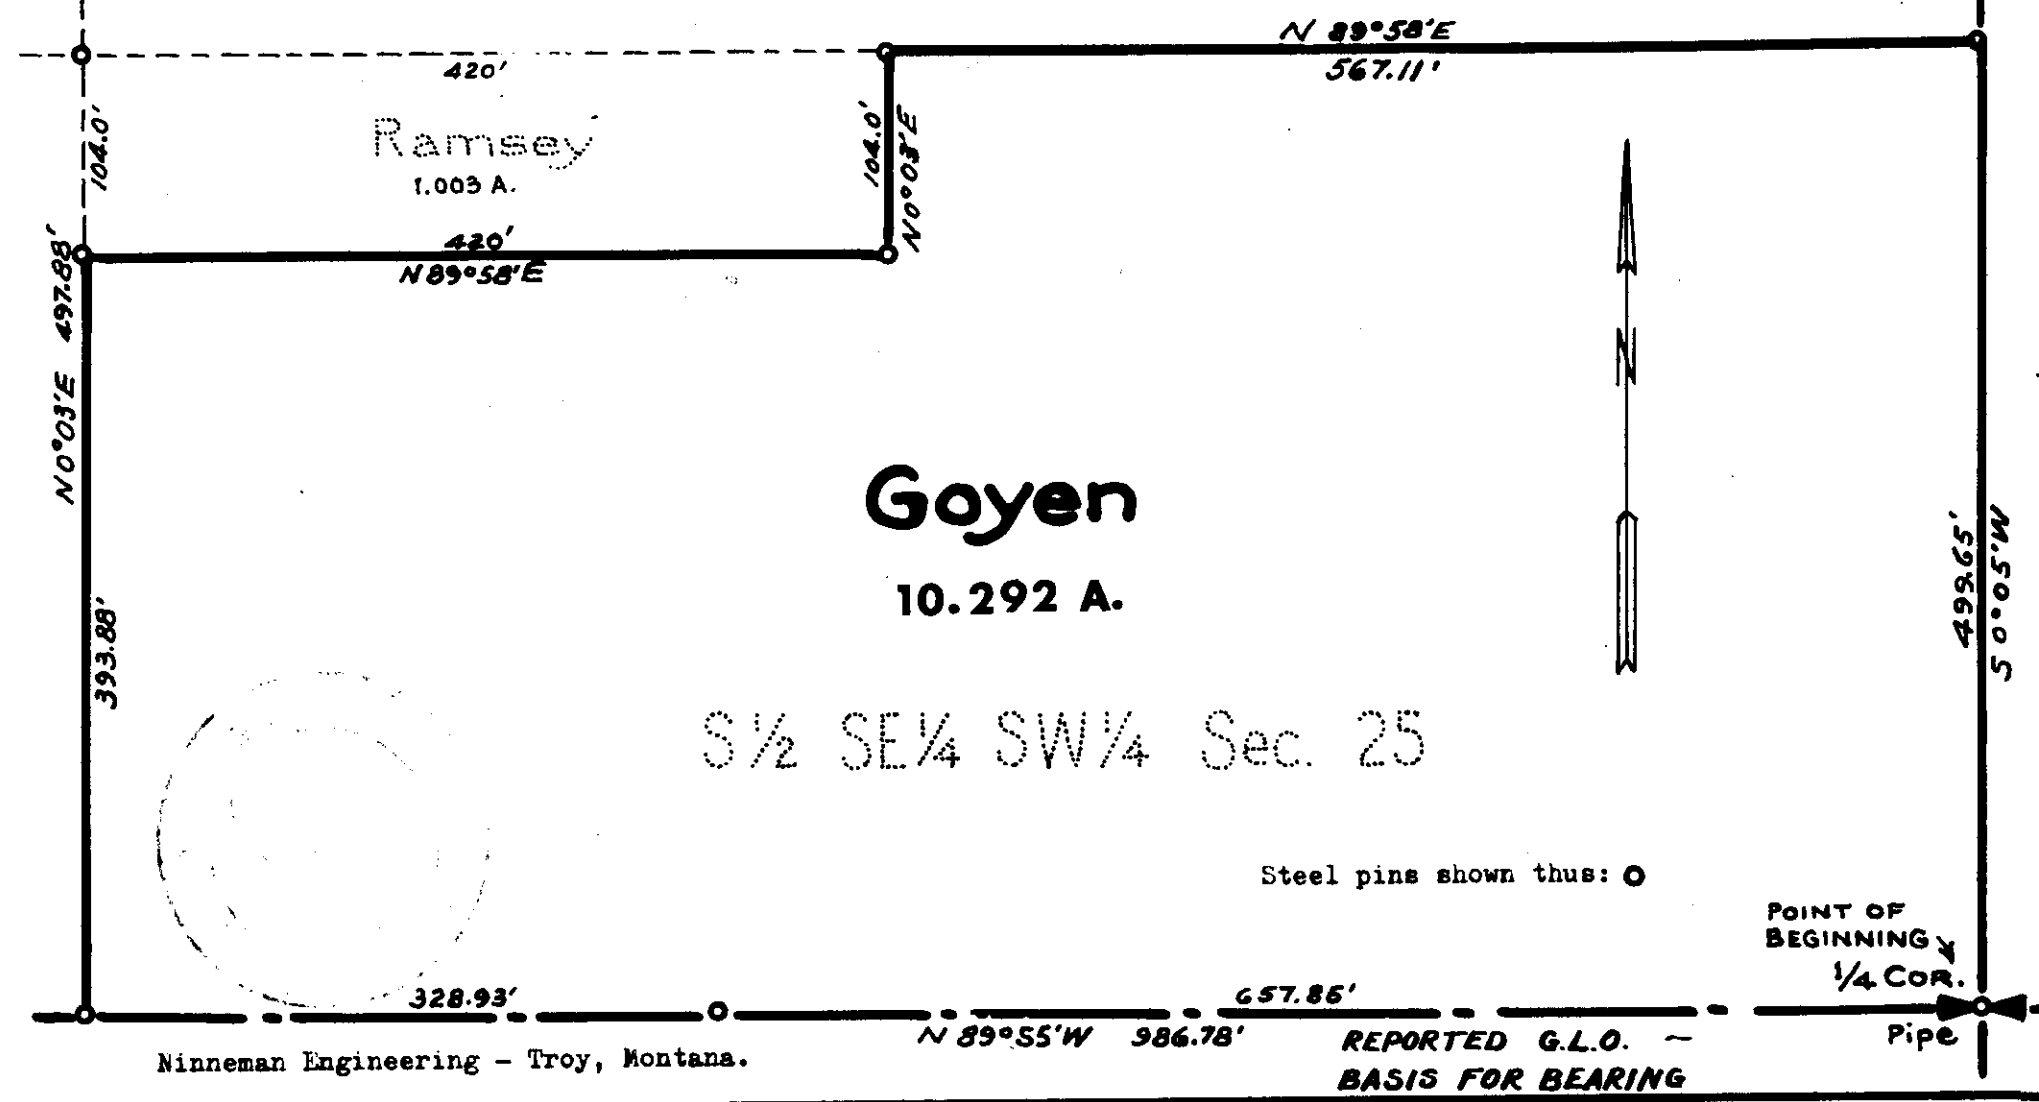 N 89°58'E
567.11'
420'
104.0'
Ramsey
1.003 A.
104.0'
N0°03'E
420'
N89°58'E
N0°03'E 497.88'
N
Goyen
10.292 A.
393.88'
499.65'
S 0°05'W
S½ SE¼ SW¼ Sec. 25
Steel pins shown thus:
POINT OF
BEGINNING
1/4 COR.
328.93'
657.85'
N 89°55'W 986.78'
REPORTED G.L.O. ~
BASIS FOR BEARING
Pipe
Ninneman Engineering - Troy, Montana.